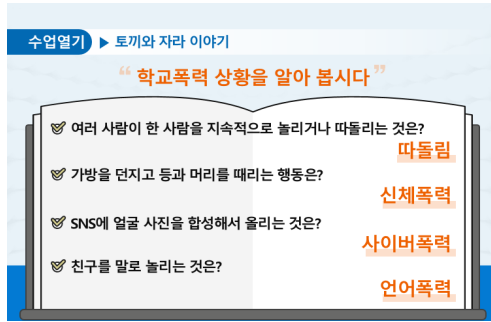 수업열기 ▶ 토끼와 자라 이야기
“ 학교폭력 상황을 알아 봅시다 ”
여러 사람이 한 사람을 지속적으로 놀리거나 따돌리는 것은?
따돌림
가방을 던지고 등과 머리를 때리는 행동은?
신체폭력
SNS에 얼굴 사진을 합성해서 올리는 것은?
사이버폭력
친구를 말로 놀리는 것은?
언어폭력